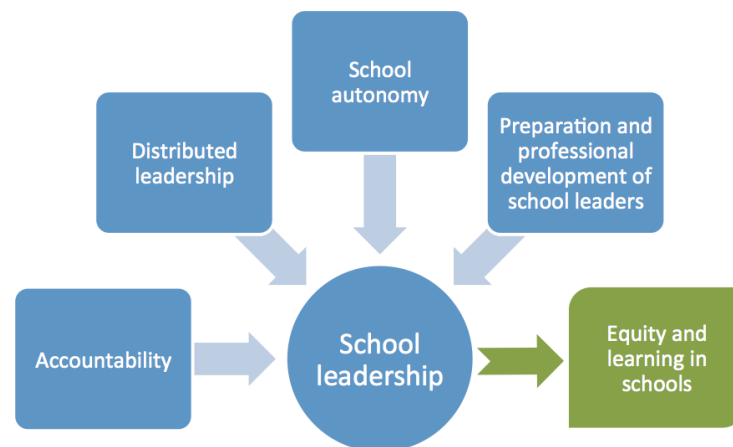 School
autonomy
Distributed
leadership
Preparation and
professional
development of
school leaders
Accountability
School
leadership
Equity and
learning in
schools